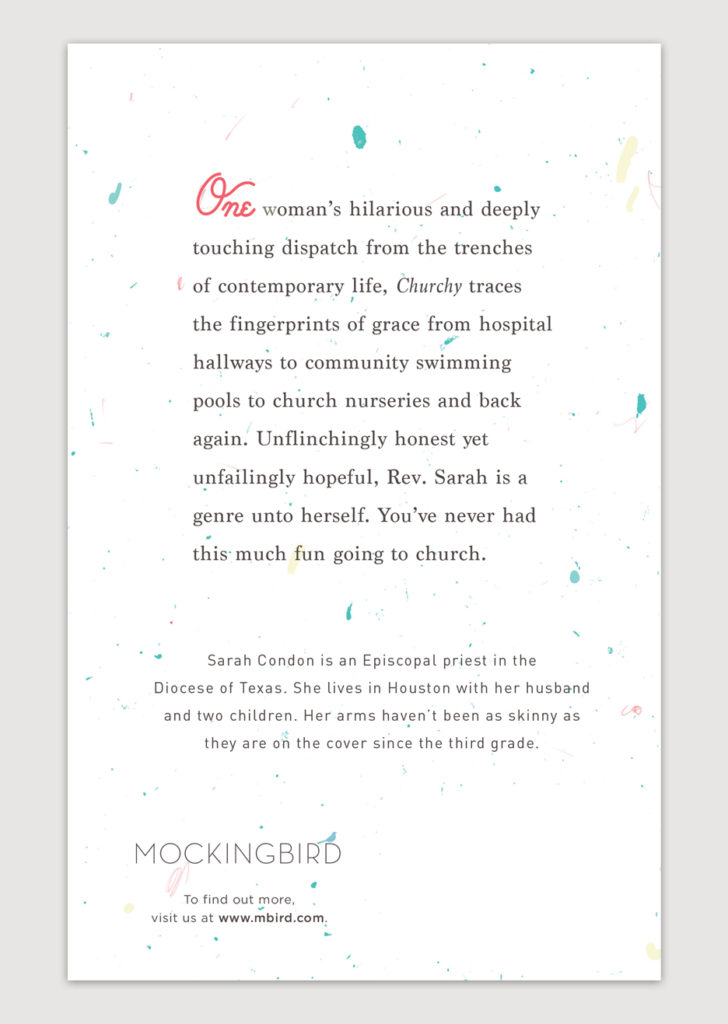 One woman's hilarious and deeply
touching dispatch from the trenches
of contemporary life, Churchy traces
the fingerprints of grace from hospital
hallways to community swimming
pools to church nurseries and back
again. Unflinchingly honest yet
unfailingly hopeful, Rev. Sarah is a
genre unto herself. You've never had
this much fun going to church.
Sarah Condon is an Episcopal priest in the
Diocese of Texas. She lives in Houston with her husband
and two children. Her arms haven't been as skinny as
they are on the cover since the third grade.
MOCKINGBIRD
To find out more,
visit us at www.mbird.com.